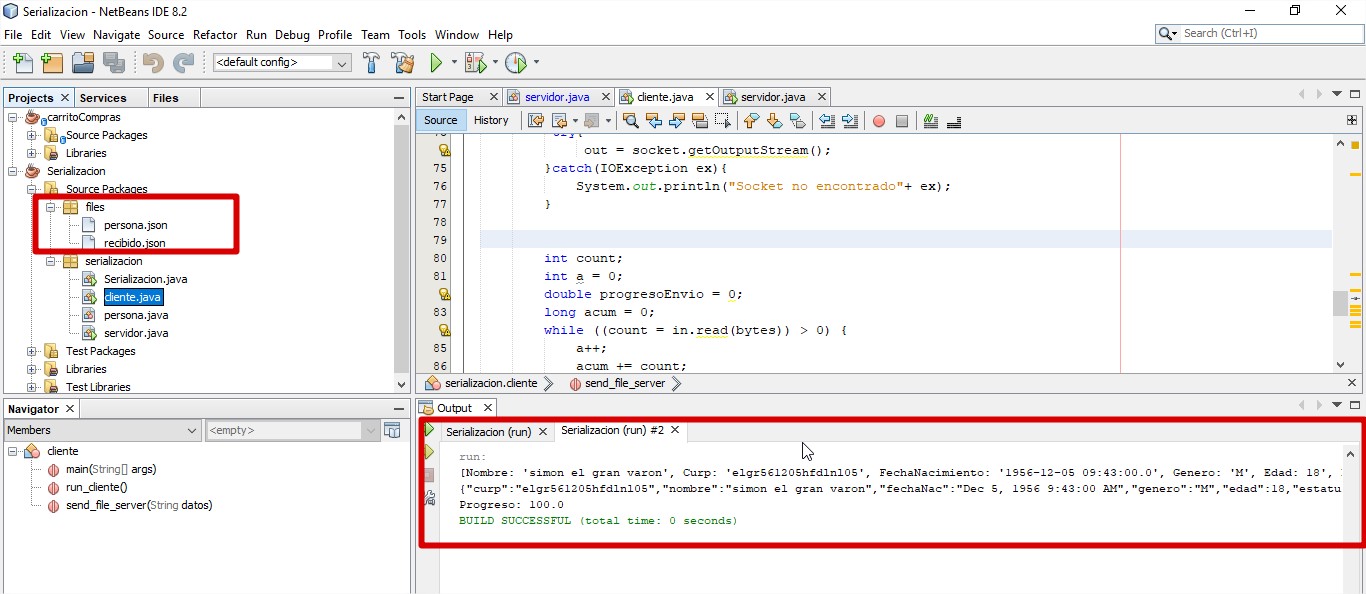 Serializacion - NetBeans IDE 8.2
File Edit View Navigate Source Refactor Run Debug Profile Team Tools Window Help
Search (Ctrl+I)
<default config>
Projects Services Files
carritoCompras
Source Packages
Libraries
Serializacion
Source Packages
files
persona.json
recibido.json
serializacion
Serializacion.java
cliente.java
persona.java
servidor.java
Test Packages
Libraries
Test Libraries
Navigator
Members <empty>
cliente
main(String[] args)
run_cliente()
send_file_server(String datos)
Start Page servidor.java cliente.java servidor.java
Source History
out = socket.getOutputStream();
75 }catch(IOException ex){
76 System.out.println("Socket no encontrado"+ ex);
77 }
78
79
80 int count;
81 int a = 0;
double progresoEnvio = 0;
83 long acum = 0;
while ((count = in.read(bytes)) > 0) {
85 a++;
86 acum += count;
serializacion.cliente send_file_server
Output
Serializacion (run) Serializacion (run) #2
run:
[Nombre: 'simon el gran varon', Curp: 'elgr561205hfdlnl05', FechaNacimiento: '1956-12-05 09:43:00.0', Genero: 'M', Edad: 18',
{"curp":"elgr561205hfdlnl05","nombre":"simon el gran varon","fechaNac":"Dec 5, 1956 9:43:00 AM","genero":"M","edad":18,"estatu
Progreso: 100.0
BUILD SUCCESSFUL (total time: 0 seconds)